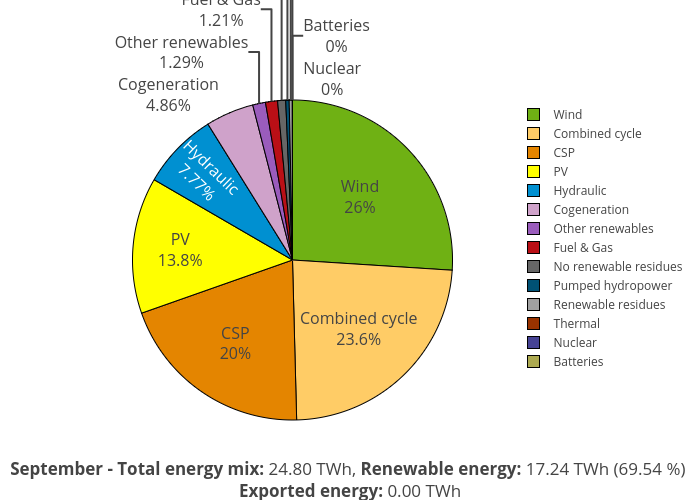 Fuel & Gas
1.21%
Batteries
0%
Other renewables
1.29%
Nuclear
0%
Cogeneration
4.86%
Hydraulic
7.77%
Wind
26%
PV
13.8%
Combined cycle
23.6%
CSP
20%
Wind
Combined cycle
CSP
PV
Hydraulic
Cogeneration
Other renewables
Fuel & Gas
No renewable residues
Pumped hydropower
Renewable residues
Thermal
Nuclear
Batteries
September - Total energy mix: 24.80 TWh, Renewable energy: 17.24 TWh (69.54 %)
Exported energy: 0.00 TWh